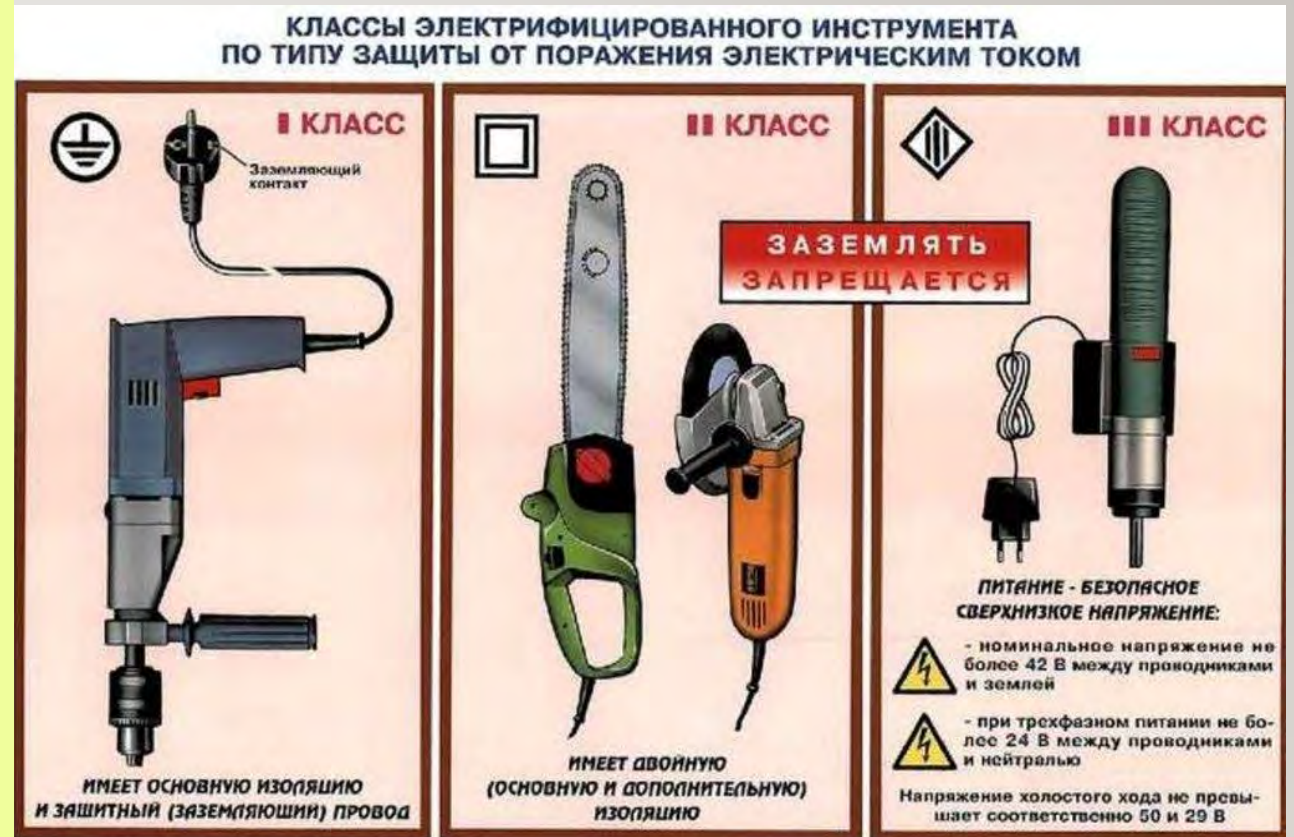 КЛАССЫ ЭЛЕКТРИФИЦИРОВАННОГО ИНСТРУМЕНТА
ПО ТИПУ ЗАЩИТЫ ОТ ПОРАЖЕНИЯ ЭЛЕКТРИЧЕСКИМ ТОКОМ
I КЛАСС
Заземляющий
контакт
ИМЕЕТ ОСНОВНУЮ ИЗОЛЯЦИЮ
И ЗАЩИТНЫЙ (ЗАЗЕМЛЯЮЩИЙ) ПРОВОД
II КЛАСС
ЗАЗЕМЛЯТЬ
ЗАПРЕЩАЕТСЯ
ИМЕЕТ ДВОЙНУЮ
(ОСНОВНУЮ И ДОПОЛНИТЕЛЬНУЮ)
ИЗОЛЯЦИЮ
III КЛАСС
ПИТАНИЕ - БЕЗОПАСНОЕ
СВЕРХНИЗКОЕ НАПРЯЖЕНИЕ:
- номинальное напряжение не
более 42 В между проводниками
и землей
- при трехфазном питании не бо-
лее 24 В между проводниками
и нейтралью
Напряжение холостого хода не превы-
шает соответственно 50 и 29 В